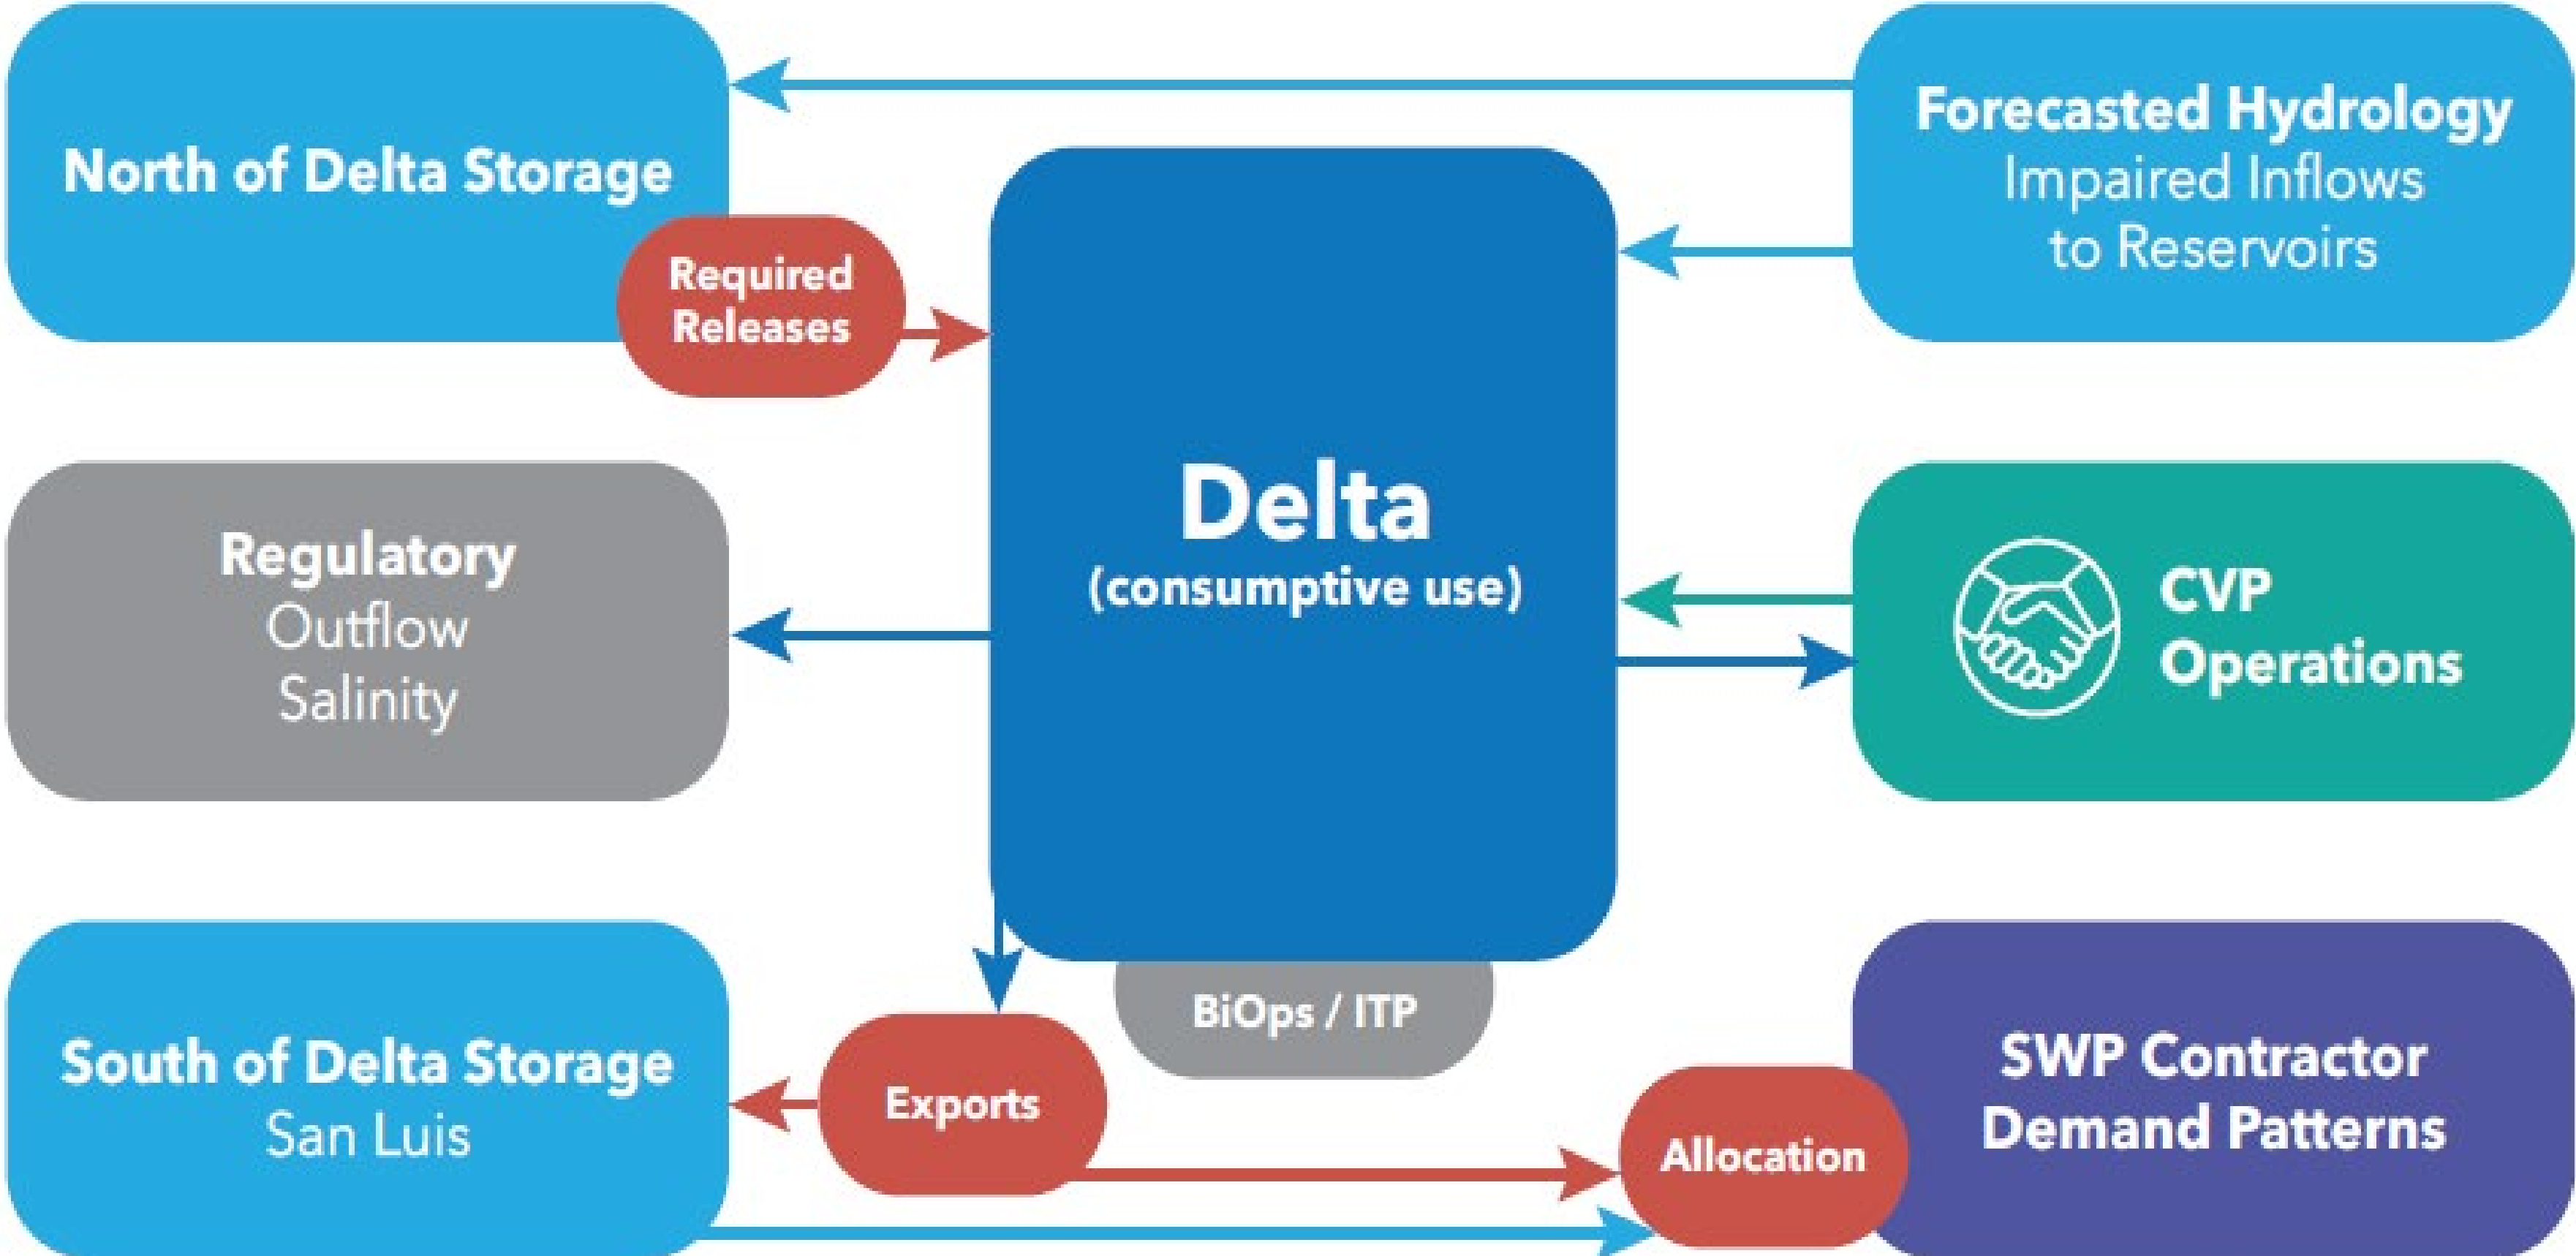 North of Delta Storage
Required
Releases
Forecasted Hydrology
Impaired Inflows
to Reservoirs
Delta
(consumptive use)
Regulatory
Outflow
Salinity
CVP
Operations
South of Delta Storage
San Luis
Exports
BiOps / ITP
Allocation
SWP Contractor
Demand Patterns